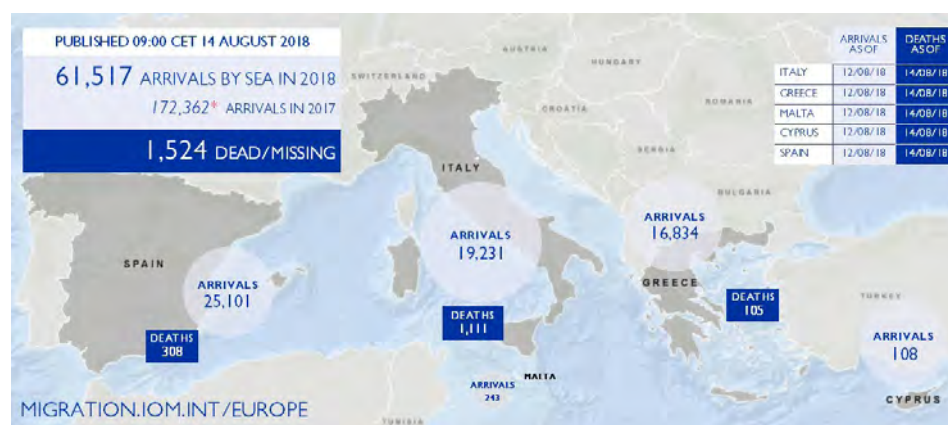 PUBLISHED 09:00 CET 14 AUGUST 2018
61,517 ARRIVALS BY SEA IN 2018
172,362* ARRIVALS IN 2017
1,524 DEAD/MISSING
ARRIVALS AS OF
DEATHS AS OF
ITALY 12/08/18 14/08/18
GREECE 12/08/18 14/08/18
MALTA 12/08/18 14/08/18
CYPRUS 12/08/18 14/08/18
SPAIN 12/08/18 14/08/18
AUSTRIA
HUNGARY
SWITZERLAND
CROATIA
ROMANIA
SERBIA
ITALY
BULGARIA
ARRIVALS
19,231
ARRIVALS
16,834
SPAIN
ARRIVALS
25,101
GREECE
DEATHS
105
TURKEY
DEATHS
1,111
DEATHS
308
ARRIVALS
108
MALTA
ARRIVALS
243
CYPRUS
MIGRATION.IOM.INT/EUROPE
TUNISIA